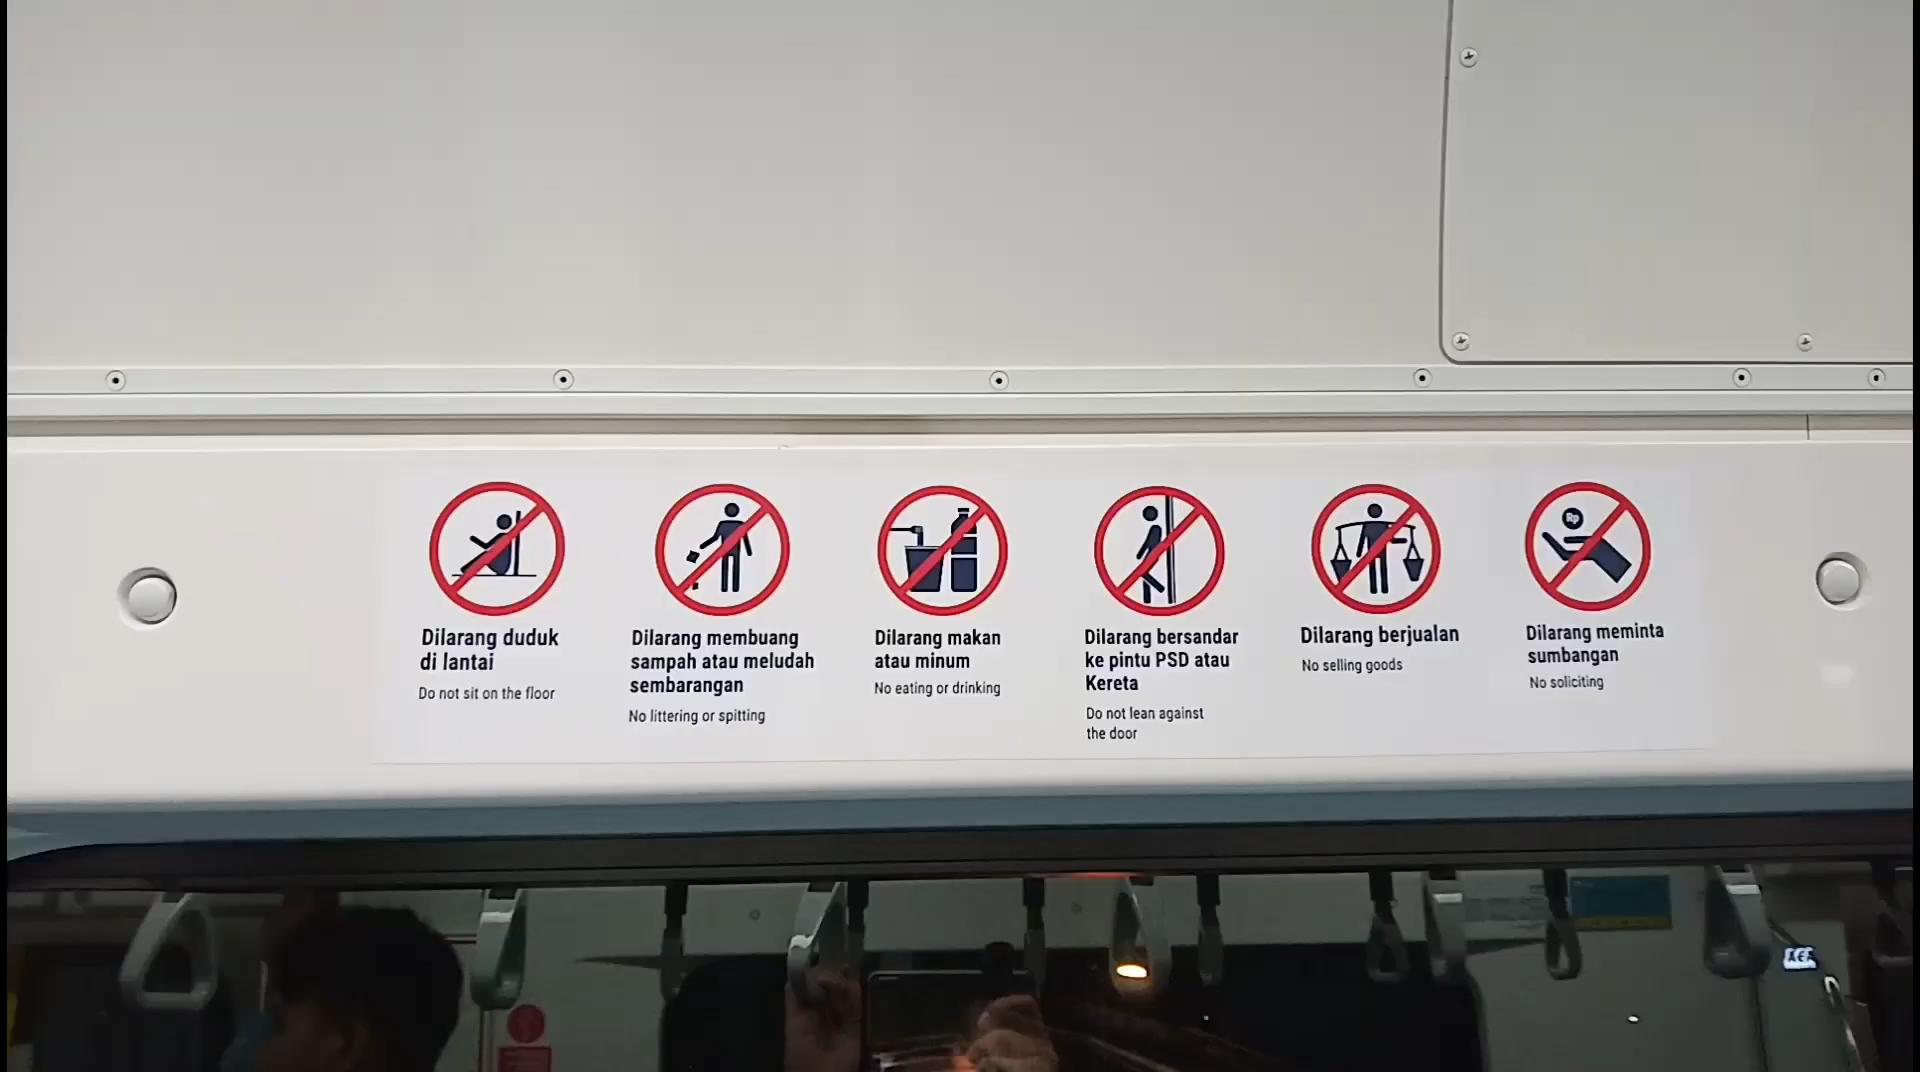 Dilarang duduk
di lantai
Do not sit on the floor
Dilarang membuang
sampah atau meludah
sembarangan
No littering or spitting
Dilarang makan
atau minum
No eating or drinking
Dilarang bersandar
ke pintu PSD atau
Kereta
Do not lean against
the door
Rp
Dilarang berjualan
No selling goods
Dilarang meminta
sumbangan
No soliciting